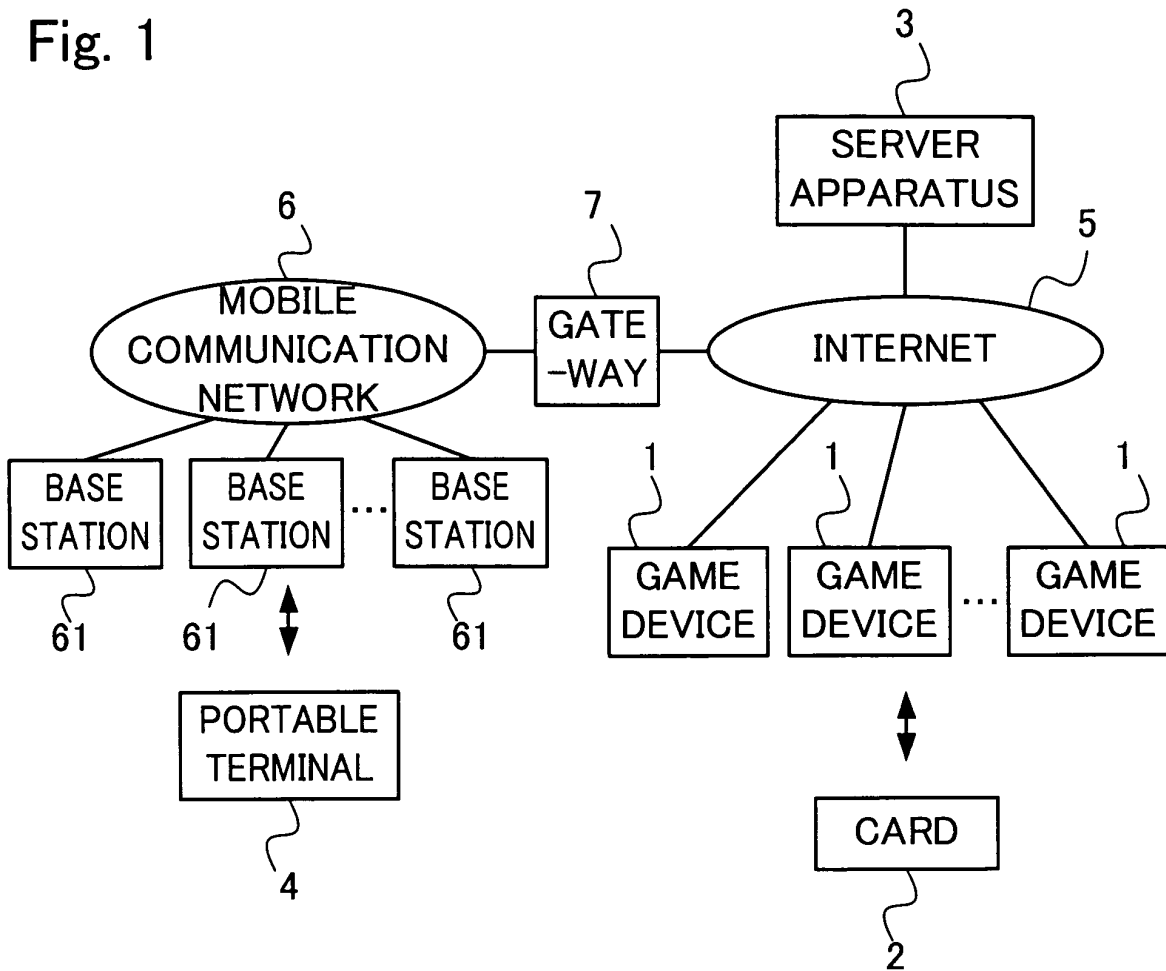 Fig. 1
3
SERVER
APPARATUS
6
7
5
MOBILE
COMMUNICATION
NETWORK
GATE
-WAY
INTERNET
BASE
STATION
BASE
STATION
...
BASE
STATION
61
61
61
1
1
1
GAME
DEVICE
GAME
DEVICE
...
GAME
DEVICE
PORTABLE
TERMINAL
4
CARD
2